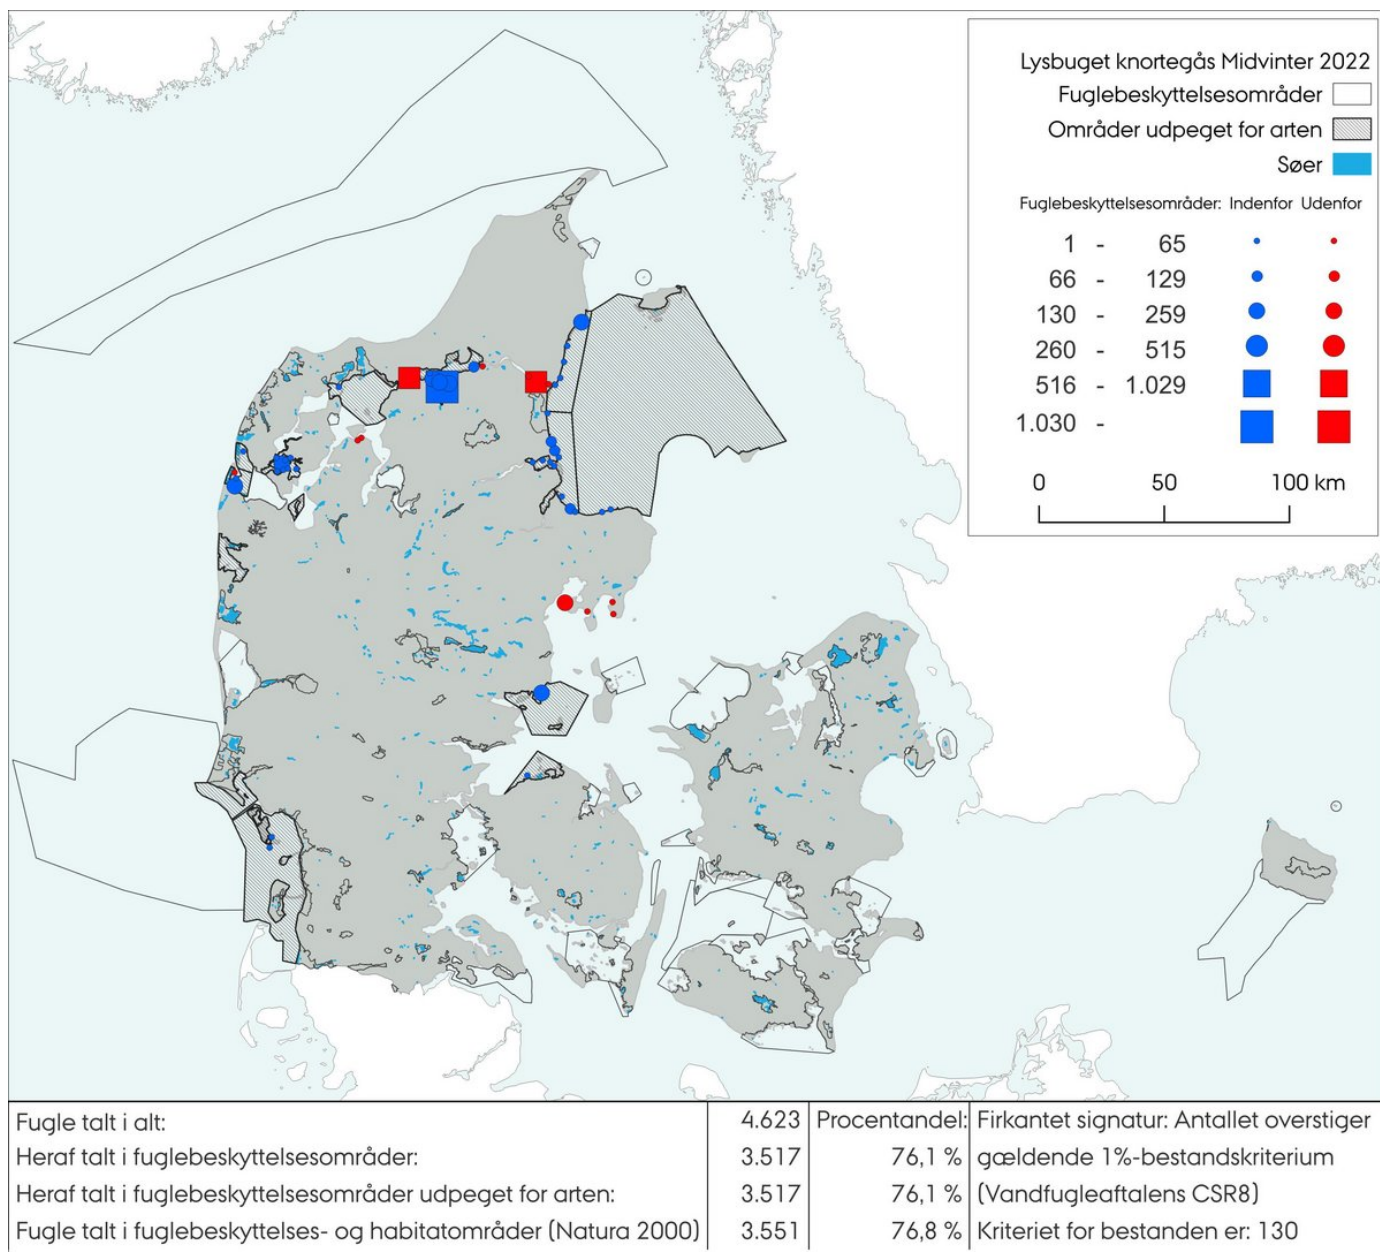 Lysbuget knortegås Midvinter 2022
Fuglebeskyttelsesområder
Områder udpeget for arten
Søer
Fuglebeskyttelsesområder: Indenfor Udenfor
1 - 65
66 - 129
130 - 259
260 - 515
516 - 1.029
1.030 -
0 50 100 km
Fugle talt i alt: 4.623 Procentandel: Firkantet signatur: Antallet overstiger
Heraf talt i fuglebeskyttelsesområder: 3.517 76,1 % gældende 1%-bestandskriterium
Heraf talt i fuglebeskyttelsesområder udpeget for arten: 3.517 76,1 % (Vandfugleaftalens CSR8)
Fugle talt i fuglebeskyttelses- og habitatområder (Natura 2000) 3.551 76,8 % Kriteriet for bestanden er: 130